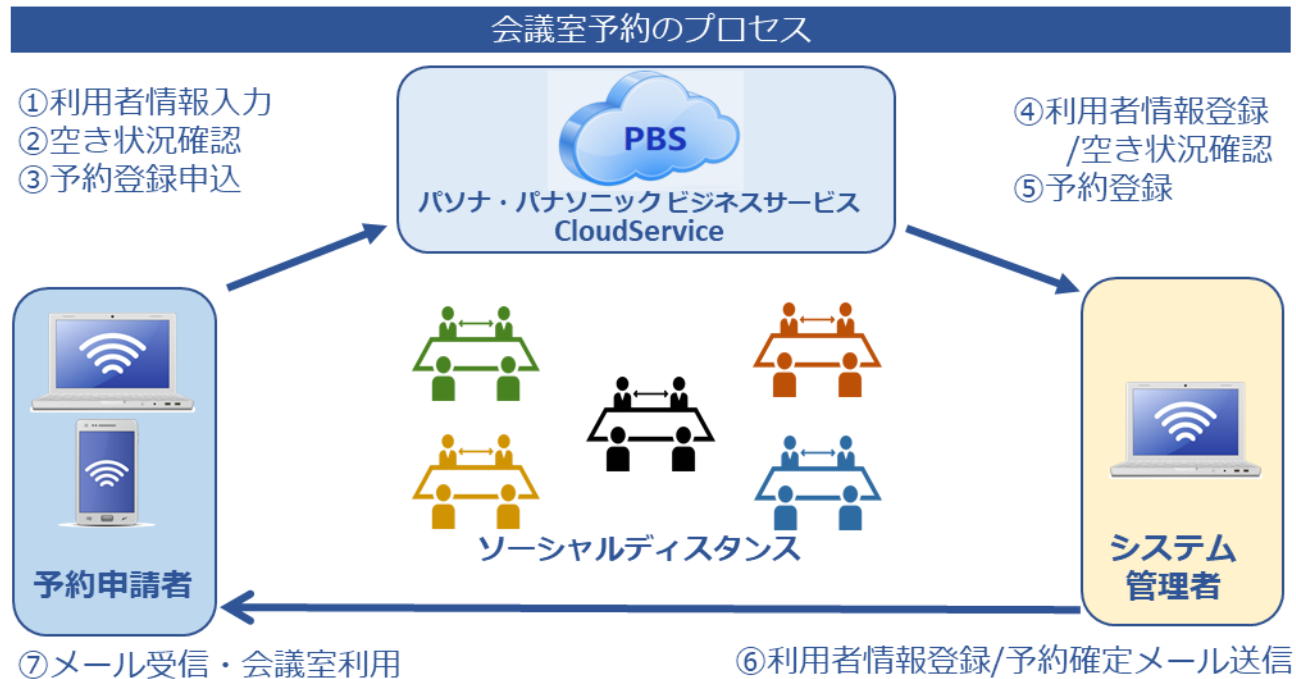 会議室予約のプロセス
①利用者情報入力
②空き状況確認
③予約登録申込
PBS
パソナ・パナソニック ビジネスサービス
CloudService
④利用者情報登録
/空き状況確認
⑤予約登録
予約申請者
ソーシャルディスタンス
システム
管理者
⑦メール受信・会議室利用
⑥利用者情報登録/予約確定メール送信